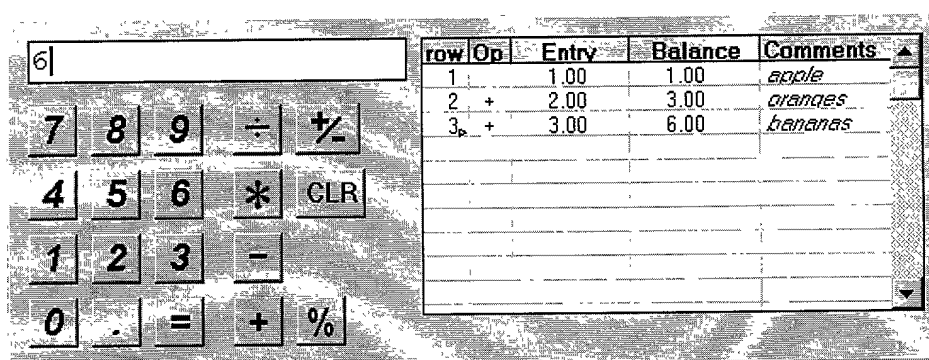 6
7 8 9 ÷ +/-
4 5 6 * CLR
1 2 3 -
0 . = + %
row Op Entry Balance Comments
1 1.00 1.00 apple
2 + 2.00 3.00 oranges
3 + 3.00 6.00 bananas